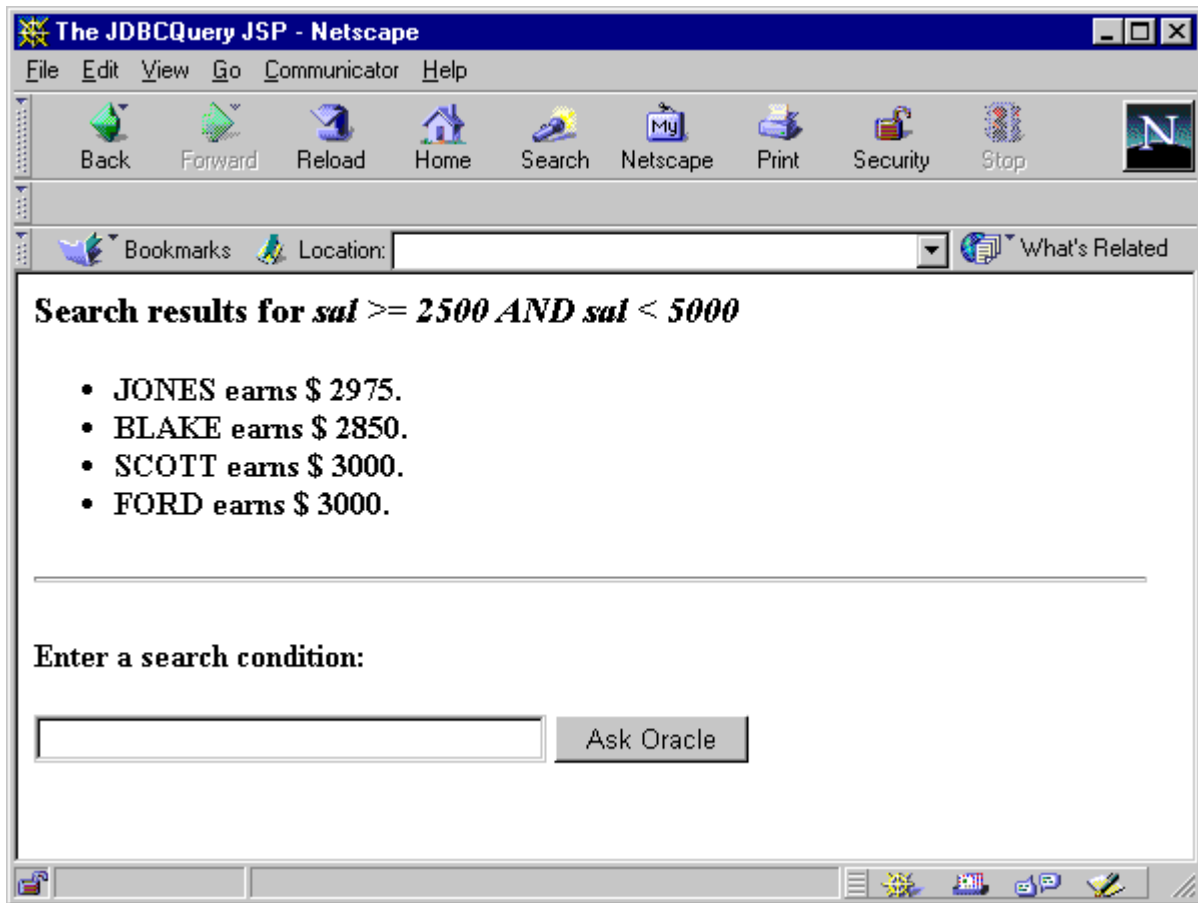 The JDBCQuery JSP - Netscape
File Edit View Go Communicator Help
Back Forward Reload Home Search Netscape Print Security Stop
My
N
Bookmarks Location: What's Related
Search results for sal >= 2500 AND sal < 5000
• JONES earns $ 2975.
• BLAKE earns $ 2850.
• SCOTT earns $ 3000.
• FORD earns $ 3000.
Enter a search condition:
Ask Oracle